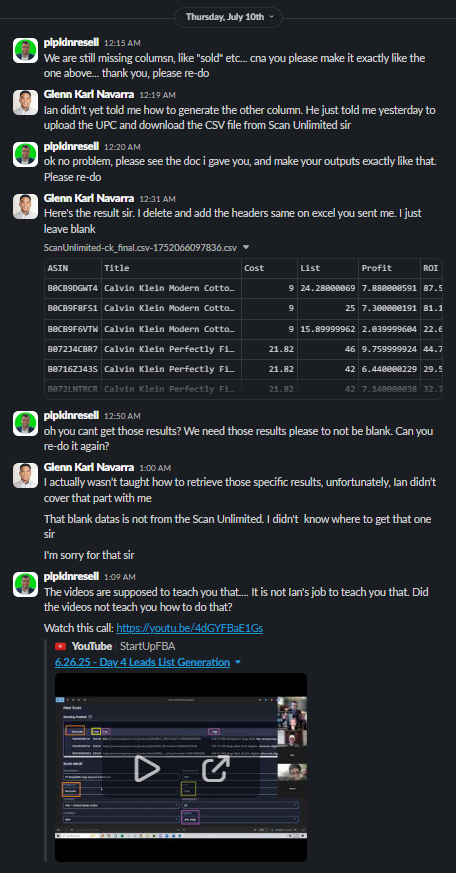 Thursday, July 10th
pipkinresell 12:15 AM
We are still missing columsn, like "sold" etc... cna you please make it exactly like the
one above... thank you, please re-do
Glenn Karl Navarra 12:19 AM
Ian didn't yet told me how to generate the other column. He just told me yesterday to
upload the UPC and download the CSV file from Scan Unlimited sir
pipkinresell 12:20 AM
ok no problem, please see the doc i gave you, and make your outputs exactly like that.
Please re-do
Glenn Karl Navarra 12:31 AM
Here's the result sir. I delete and add the headers same on excel you sent me. I just
leave blank
ScanUnlimited-ck_final.csv-1752066097836.csv
ASIN Title Cost List Profit ROI
B0CB9DGWT4 Calvin Klein Modern Cotto… 9 24.28000069 7.880000591 87.5
B0CB9F8FS1 Calvin Klein Modern Cotto… 9 25 7.300000191 81.1
B0CB9F6VTW Calvin Klein Modern Cotto… 9 15.89999962 2.039999604 22.6
B072J4CBR7 Calvin Klein Perfectly Fi… 21.82 46 9.759999924 44.7
B0716ZJ43S Calvin Klein Perfectly Fi… 21.82 42 6.440000229 29.5
B072LNTRCR Calvin Klein Perfectly Fi… 21.82 42 7.140000038 32.7
pipkinresell 12:50 AM
oh you cant get those results? We need those results please to not be blank. Can you
re-do it again?
Glenn Karl Navarra 1:00 AM
I actually wasn't taught how to retrieve those specific results, unfortunately, Ian didn't
cover that part with me
That blank datas is not from the Scan Unlimited. I didn't know where to get that one
sir
I'm sorry for that sir
pipkinresell 1:09 AM
The videos are supposed to teach you that.... It is not Ian's job to teach you that. Did
the videos not teach you how to do that?
Watch this call: https://youtu.be/4dGYFBaE1Gs
YouTube | StartUpFBA
6.26.25 - Day 4 Leads List Generation
New Scan